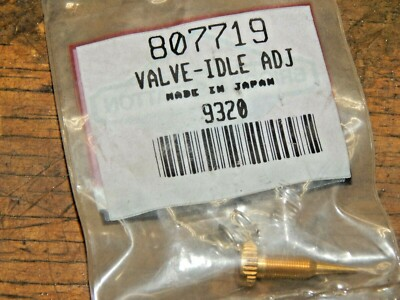 807719
VALVE-IDLE ADJ
MADE IN JAPAN
9320